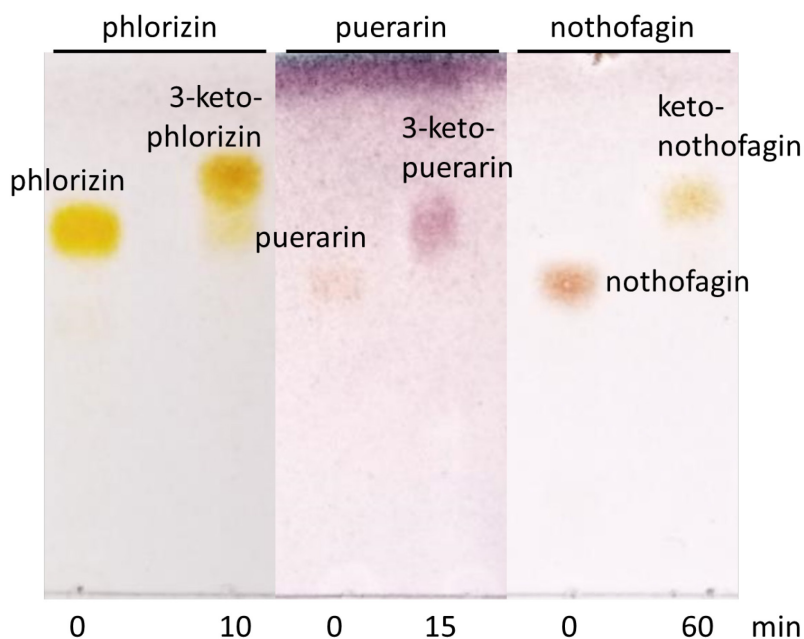 phlorizin puerarin nothofagin
3-keto-
phlorizin
phlorizin
puerarin
3-keto-
puerarin
keto-
nothofagin
nothofagin
0 10 0 15 0 60 min